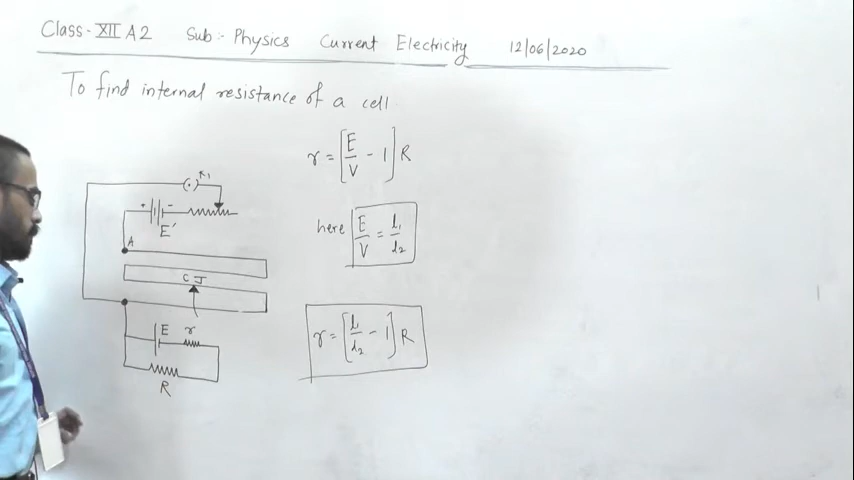 Class - XII A2 Sub :- Physics Current Electricity 12/06/2020
To find internal resistance of a cell
r = [E/V - 1] R
here E/V = l₁/l₂
r = [l₁/l₂ - 1] R
K₁
+ -
E'
A
C J
E r
R